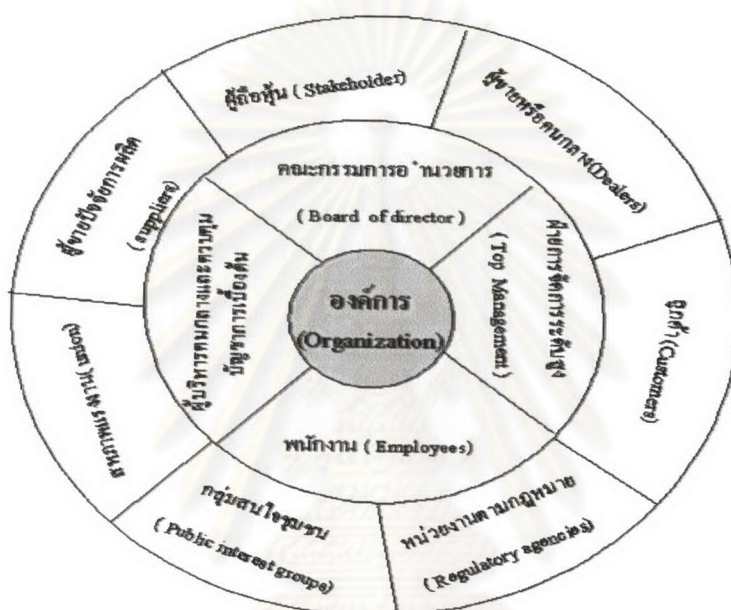 ผู้ถือหุ้น ( Stakeholder)
ผู้ขายหรือคนกลาง(Dealers)
ลูกค้า (Customers)
หน่วยงานตามกฎหมาย
( Regulatory agencies)
กลุ่มสนใจชุมชน
( Public interest groups)
สหภาพแรงงาน(union)
ผู้ขายปัจจัยการผลิต
( suppliers)
คณะกรรมการอำนวยการ
( Board of director )
ฝ่ายการจัดการระดับสูง
( Top Management )
พนักงาน ( Employees)
ผู้บริหารคนกลางและควบคุม
บัญชาการเบื้องต้น
องค์การ
(Organization)